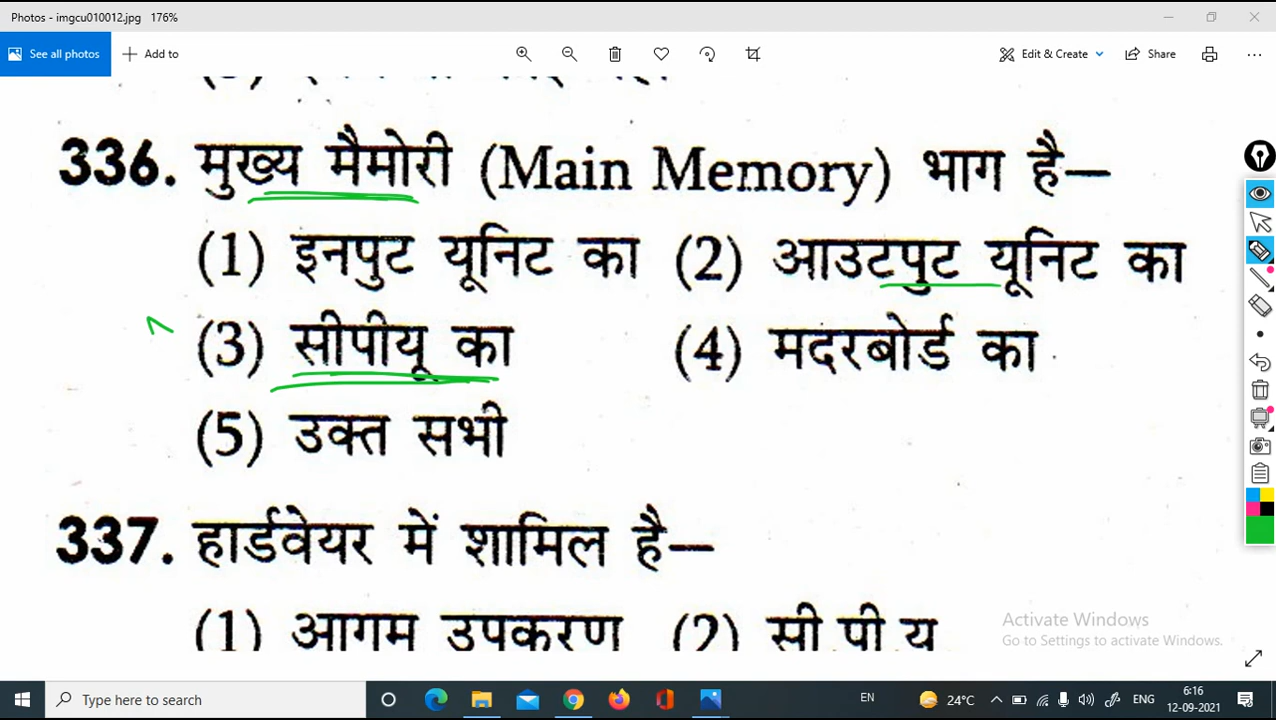 Photos - imgcu010012.jpg 176%
See all photos Add to Edit & Create Share
336. मुख्य मैमोरी (Main Memory) भाग है—
(1) इनपुट यूनिट का (2) आउटपुट यूनिट का
(3) सीपीयू का (4) मदरबोर्ड का
(5) उक्त सभी
337. हार्डवेयर में शामिल है—
(1) आगम उपकरण (2) सी पी यू
Activate Windows
Go to Settings to activate Windows.
Type here to search EN 24°C ENG 6:16
12-09-2021